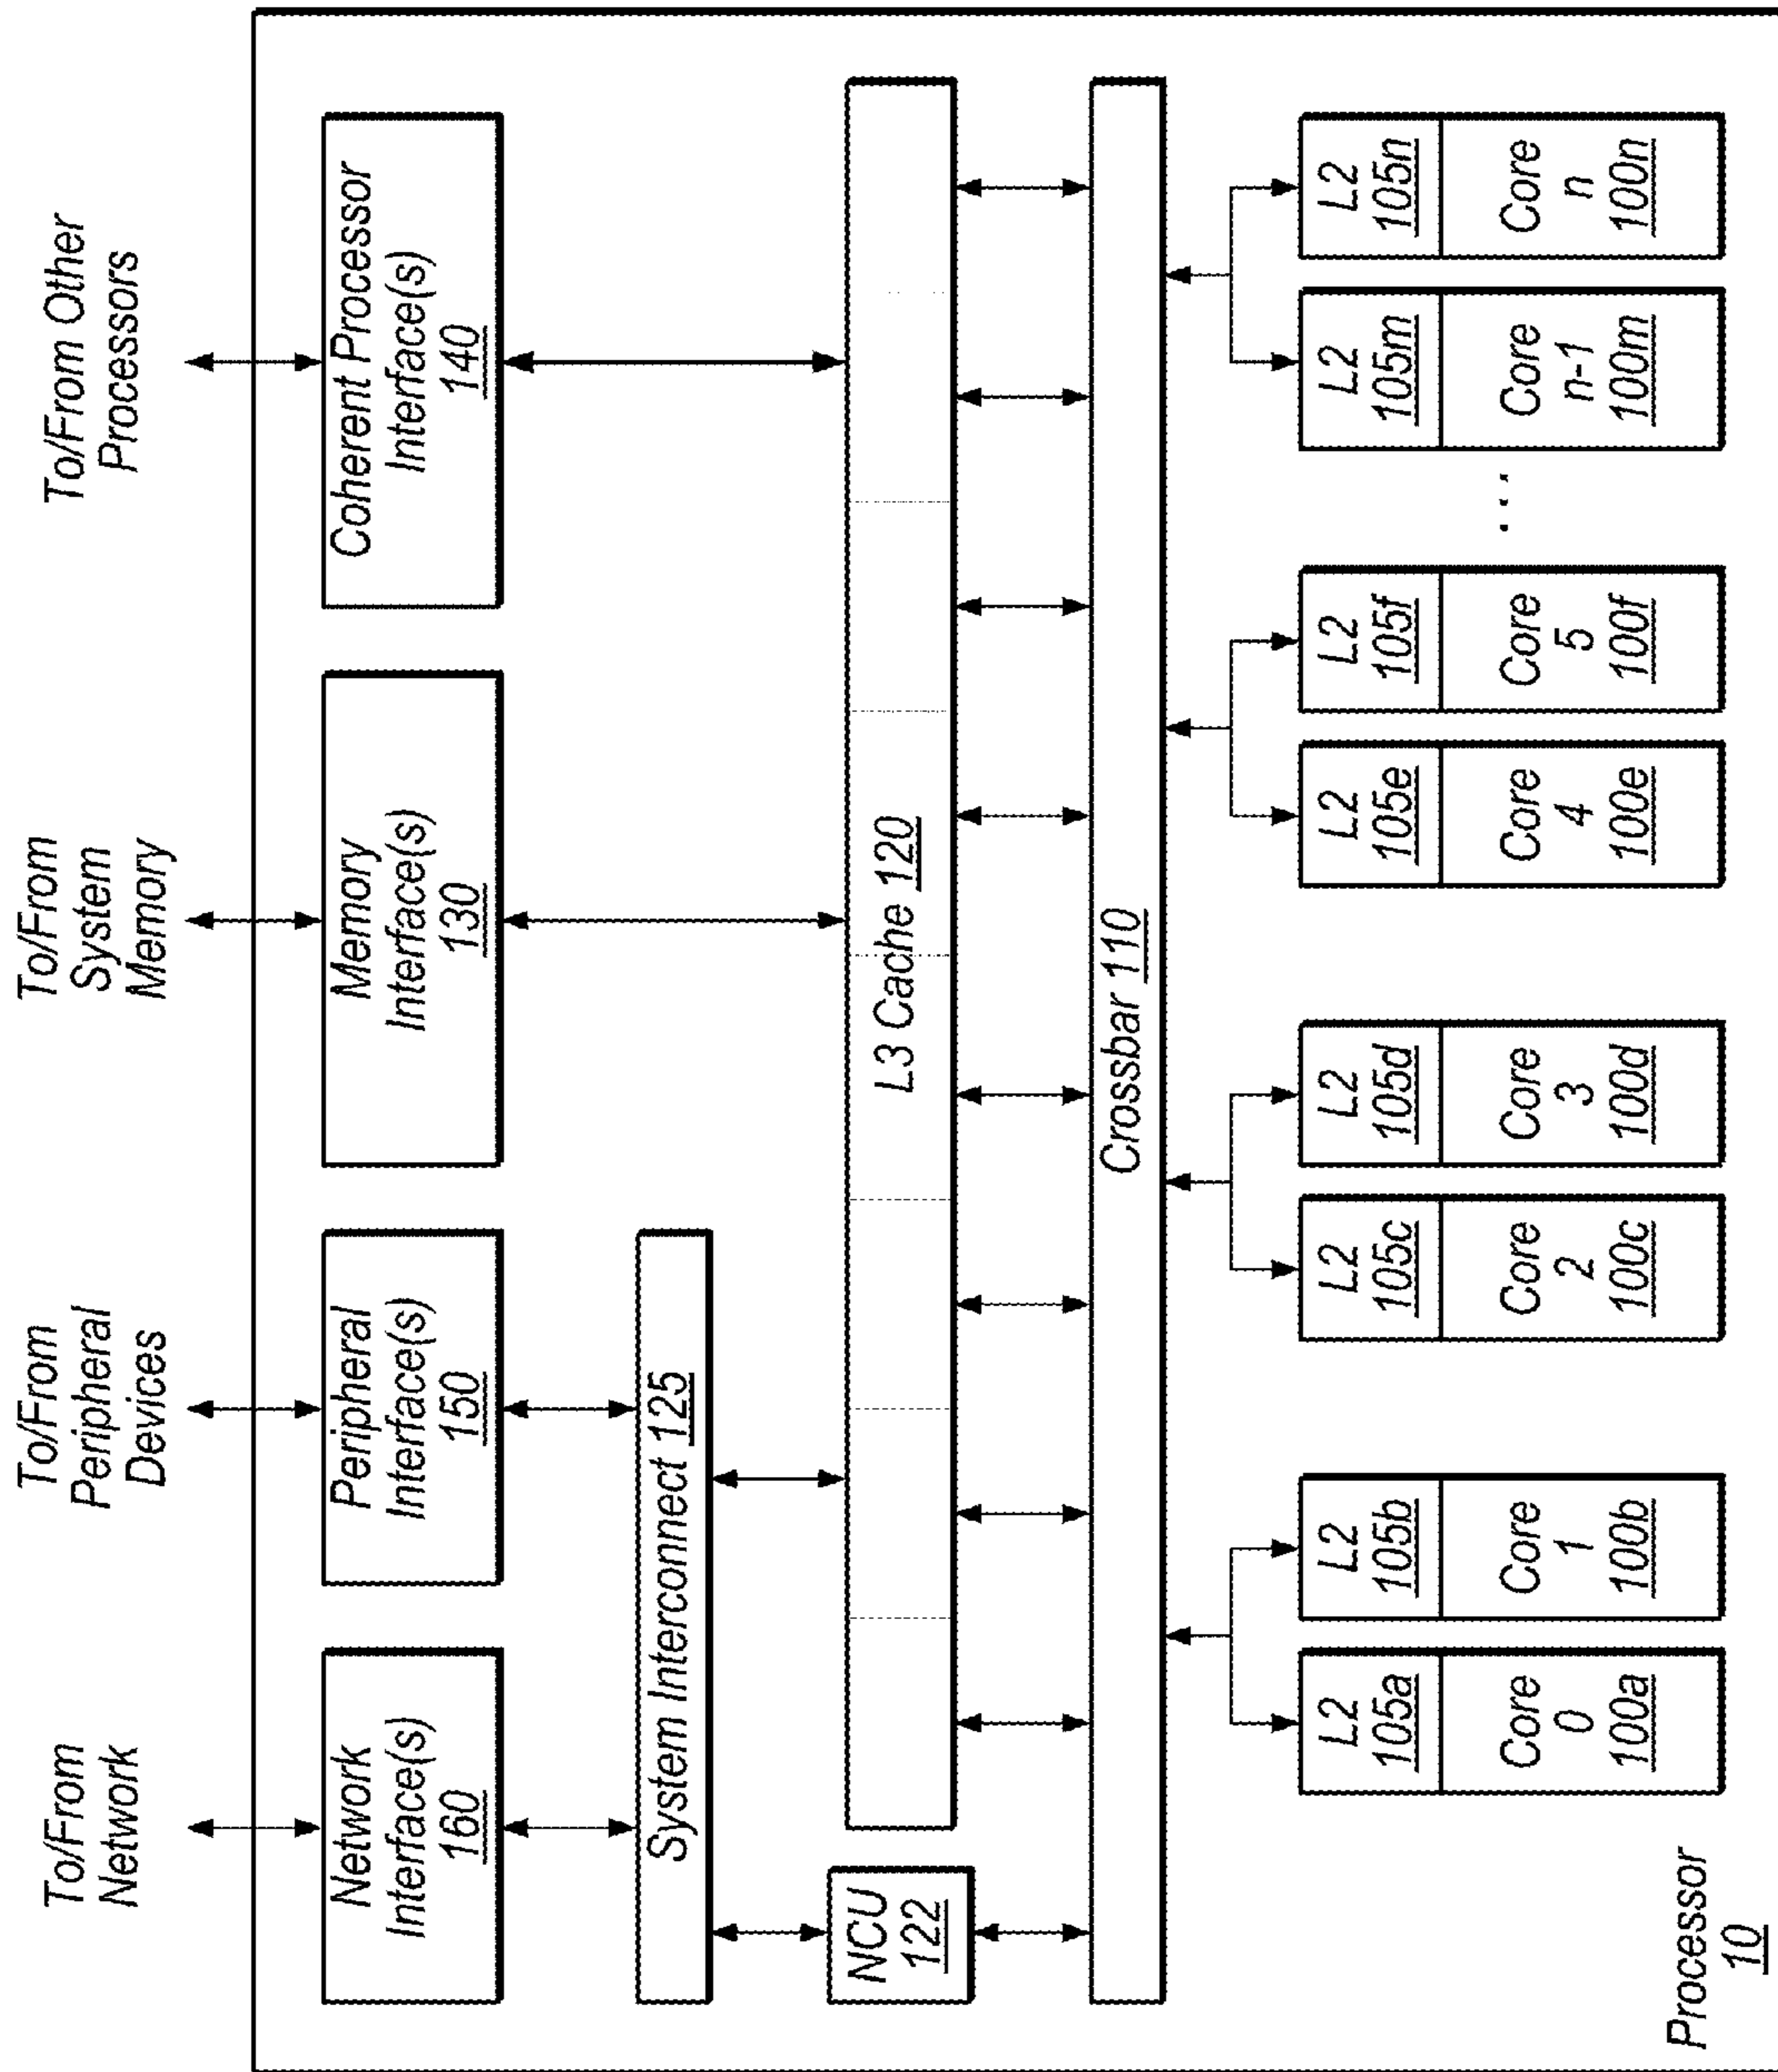 To/From
Network
To/From
Peripheral
Devices
To/From
System
Memory
To/From Other
Processors
Network
Interface(s)
160
Peripheral
Interface(s)
150
Memory
Interface(s)
130
Coherent Processor
Interface(s)
140
System Interconnect 125
NCU
122
L3 Cache 120
Crossbar 110
L2
105a
Core
0
100a
L2
105b
Core
1
100b
L2
105c
Core
2
100c
L2
105d
Core
3
100d
L2
105e
Core
4
100e
L2
105f
Core
5
100f
...
L2
105m
Core
n-1
100m
L2
105n
Core
n
100n
Processor
10